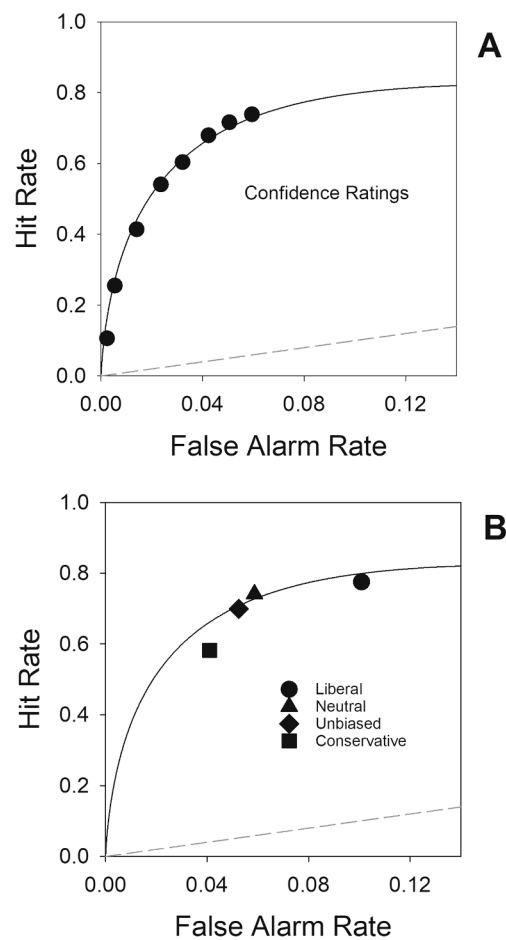 A
1.0
0.8
0.6
0.4
0.2
0.0
Hit Rate
Confidence Ratings
0.00 0.04 0.08 0.12
False Alarm Rate
B
1.0
0.8
0.6
0.4
0.2
0.0
Hit Rate
Liberal
Neutral
Unbiased
Conservative
0.00 0.04 0.08 0.12
False Alarm Rate